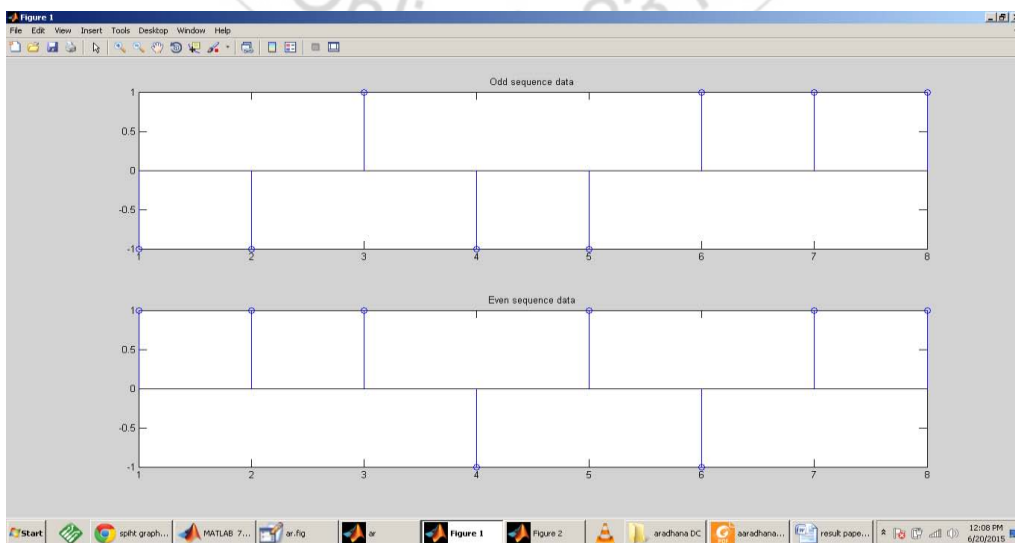 Figure 1
File Edit View Insert Tools Desktop Window Help
Odd sequence data
1
0.5
0
-0.5
-1
1 2 3 4 5 6 7 8
Even sequence data
1
0.5
0
-0.5
-1
1 2 3 4 5 6 7 8
Start spiht graph... MATLAB 7... ar.fig ar Figure 1 Figure 2 aradhana DC aaradhana... result pape... 12:08 PM
6/20/2015